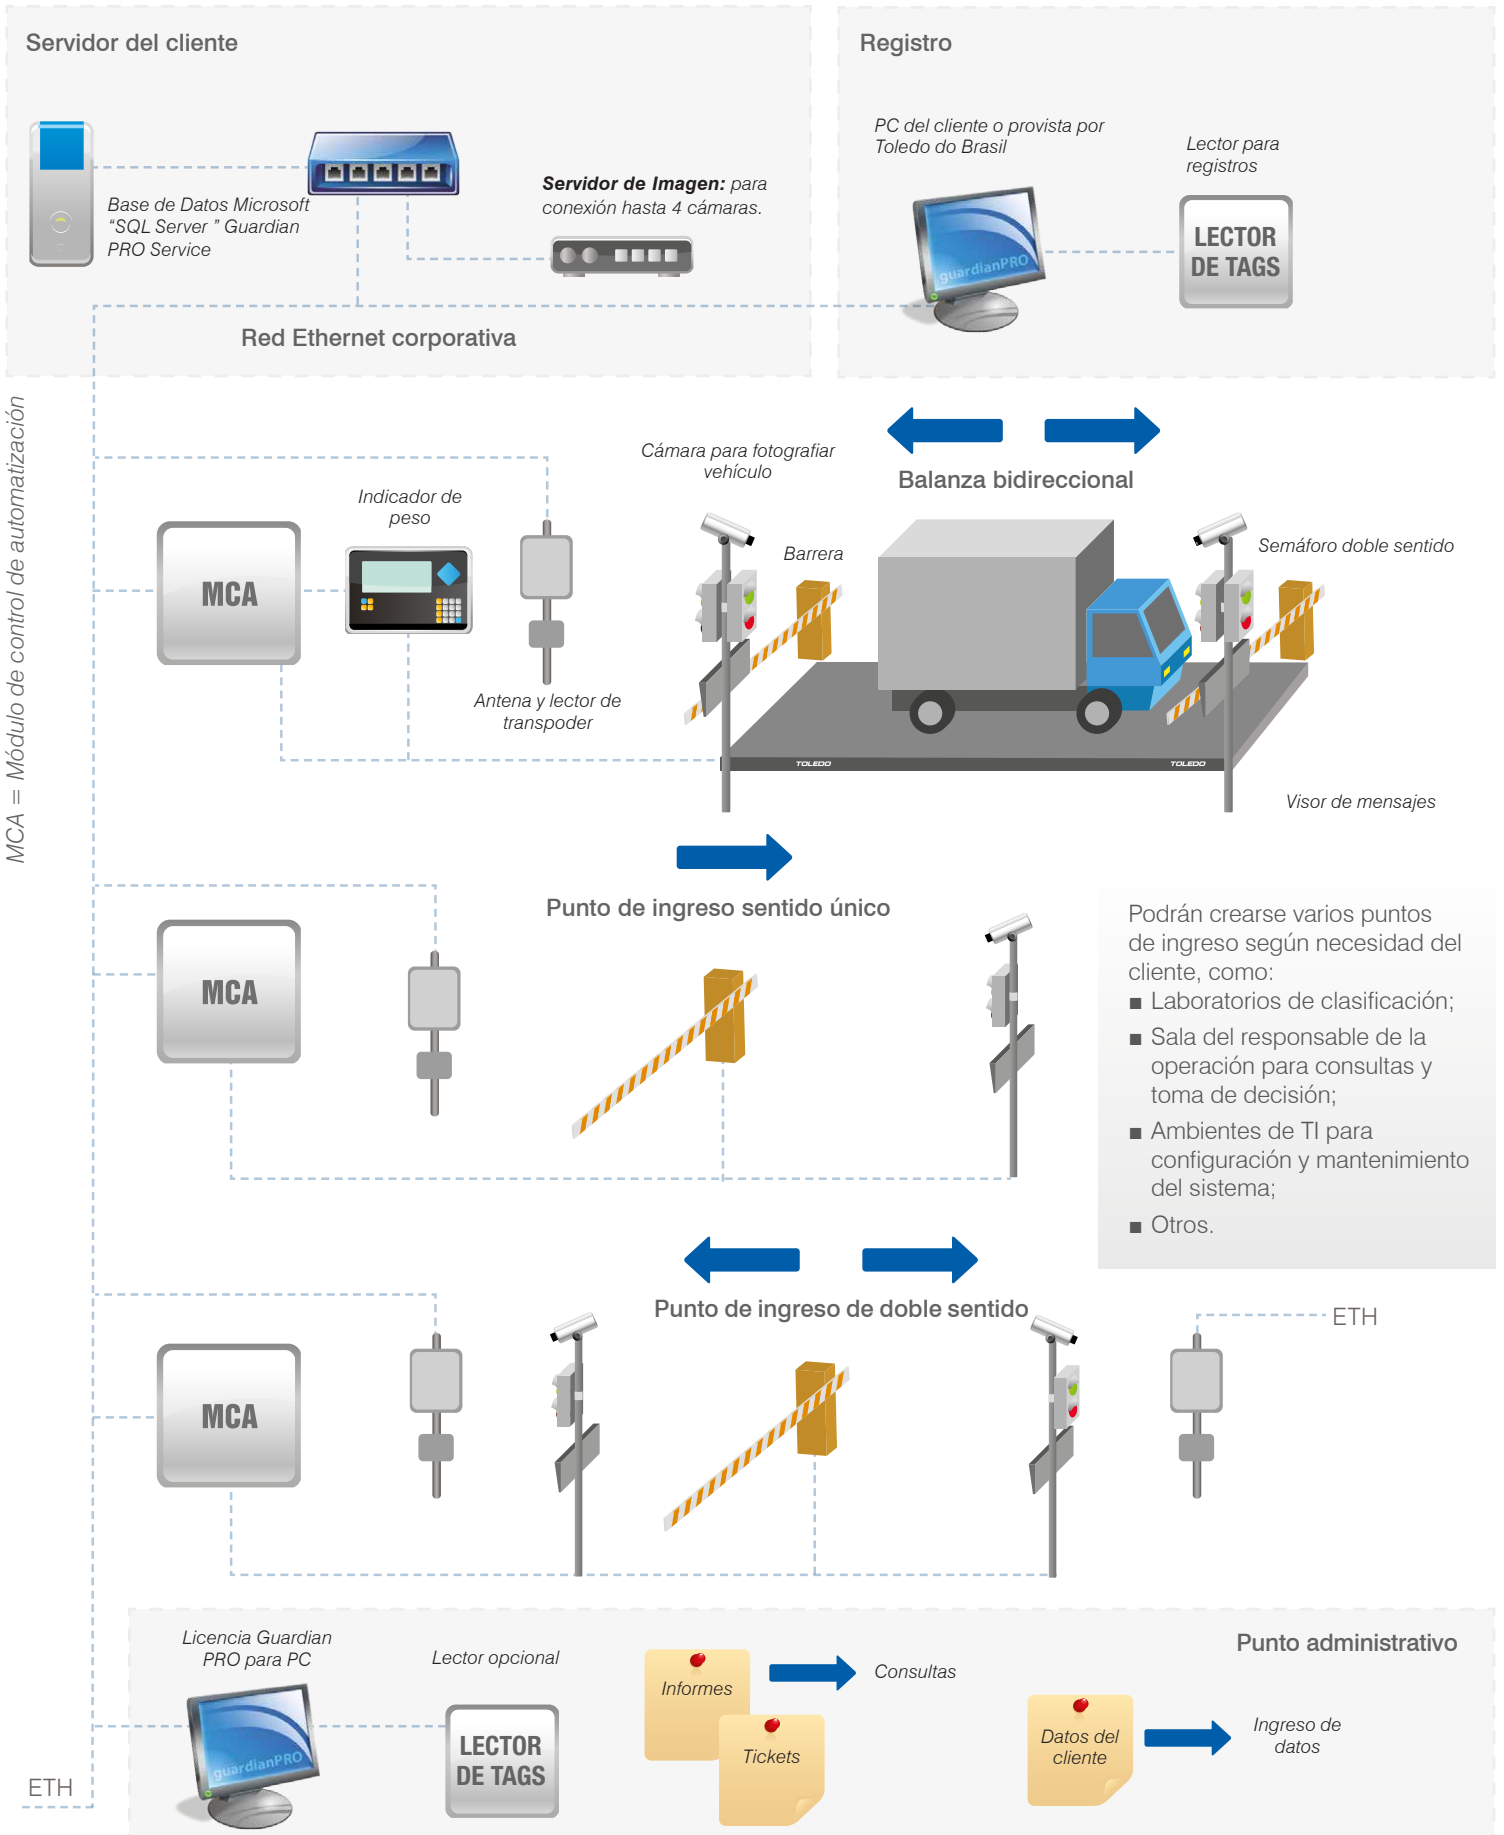 Servidor del cliente
Base de Datos Microsoft
“SQL Server ” Guardian
PRO Service
Servidor de Imagen: para
conexión hasta 4 cámaras.
Red Ethernet corporativa
Registro
PC del cliente o provista por
Toledo do Brasil
Lector para
registros
guardianPRO
LECTOR
DE TAGS
MCA = Módulo de control de automatización
Cámara para fotografiar
vehículo
Balanza bidireccional
Indicador de
peso
MCA
Barrera
Semáforo doble sentido
Antena y lector de
transpoder
TOLEDO
TOLEDO
Visor de mensajes
Punto de ingreso sentido único
MCA
Podrán crearse varios puntos
de ingreso según necesidad del
cliente, como:
■ Laboratorios de clasificación;
■ Sala del responsable de la
operación para consultas y
toma de decisión;
■ Ambientes de TI para
configuración y mantenimiento
del sistema;
■ Otros.
Punto de ingreso de doble sentido
ETH
MCA
Punto administrativo
Licencia Guardian
PRO para PC
Lector opcional
guardianPRO
LECTOR
DE TAGS
Informes
Consultas
Tickets
Datos del
cliente
Ingreso de
datos
ETH